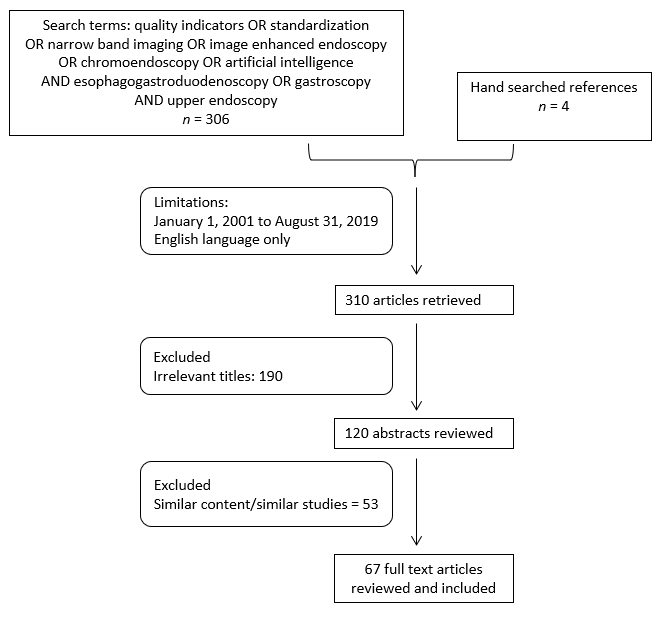 Search terms: quality indicators OR standardization
OR narrow band imaging OR image enhanced endoscopy
OR chromoendoscopy OR artificial intelligence
AND esophagogastroduodenoscopy OR gastroscopy
AND upper endoscopy
n = 306
Hand searched references
n = 4
Limitations:
January 1, 2001 to August 31, 2019
English language only
310 articles retrieved
Excluded
Irrelevant titles: 190
120 abstracts reviewed
Excluded
Similar content/similar studies = 53
67 full text articles
reviewed and included